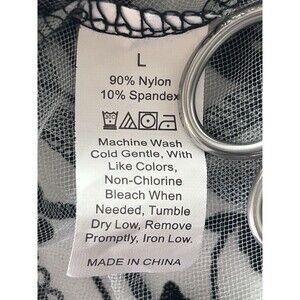 L
90% Nylon
10% Spandex
Machine Wash
Cold Gentle, With
Like Colors,
Non-Chlorine
Bleach When
Needed, Tumble
Dry Low, Remove
Promptly, Iron Low.
MADE IN CHINA